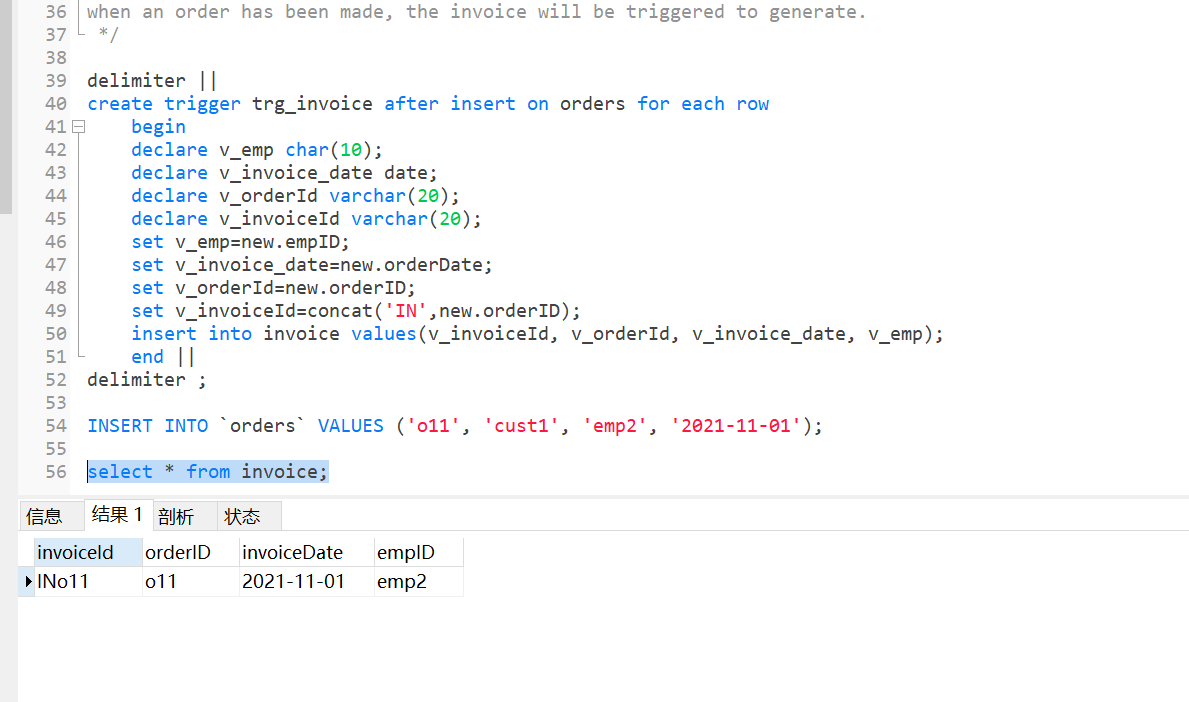 36 when an order has been made, the invoice will be triggered to generate.
37 */
38
39 delimiter ||
40 create trigger trg_invoice after insert on orders for each row
41 begin
42 declare v_emp char(10);
43 declare v_invoice_date date;
44 declare v_orderId varchar(20);
45 declare v_invoiceId varchar(20);
46 set v_emp=new.empID;
47 set v_invoice_date=new.orderDate;
48 set v_orderId=new.orderID;
49 set v_invoiceId=concat('IN',new.orderID);
50 insert into invoice values(v_invoiceId, v_orderId, v_invoice_date, v_emp);
51 end ||
52 delimiter ;
53
54 INSERT INTO `orders` VALUES ('o11', 'cust1', 'emp2', '2021-11-01');
55
56 select * from invoice;
信息 结果 1 剖析 状态
invoiceId orderID invoiceDate empID
INo11 o11 2021-11-01 emp2